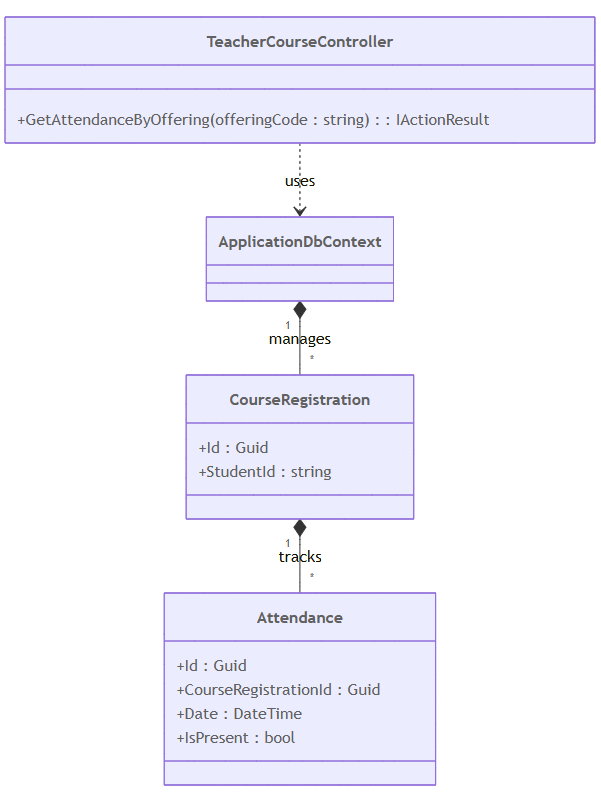 TeacherCourseController
+GetAttendanceByOffering(offeringCode : string) : : IActionResult
uses
ApplicationDbContext
1
manages
*
CourseRegistration
+Id : Guid
+StudentId : string
1
tracks
*
Attendance
+Id : Guid
+CourseRegistrationId : Guid
+Date : DateTime
+IsPresent : bool